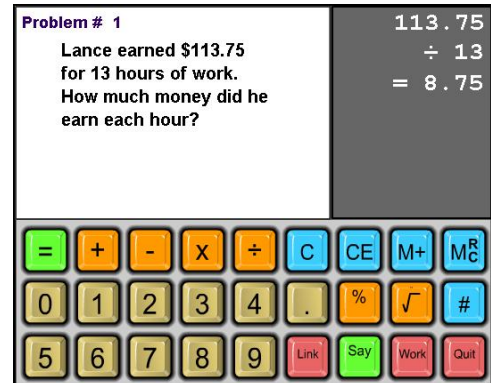 Problem # 1
Lance earned $113.75
for 13 hours of work.
How much money did he
earn each hour?
113.75
÷ 13
= 8.75
= + - x ÷ C CE M+ MRC
0 1 2 3 4 . % √ #
5 6 7 8 9 Link Say Work Quit